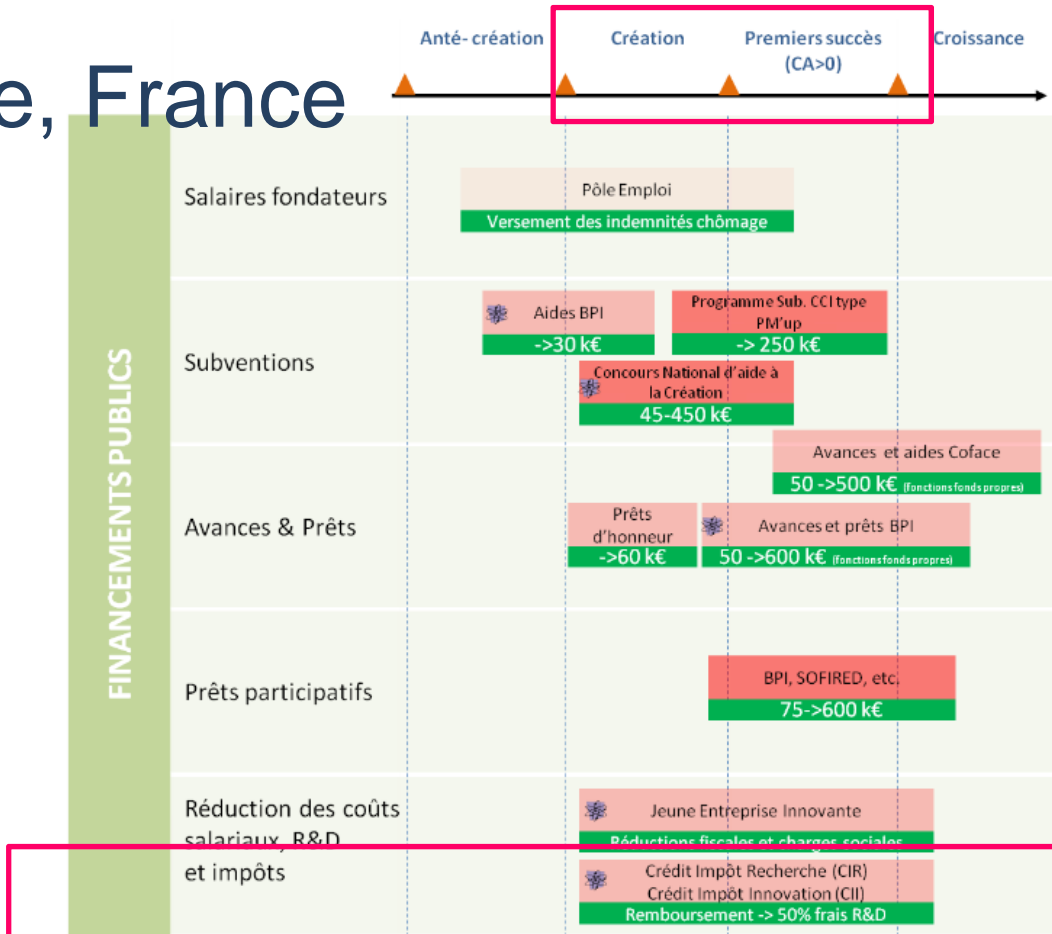 Anté- création
Création
Premiers succès
(CA>0)
Croissance
e, France
FINANCEMENTS PUBLICS
Salaires fondateurs
Pôle Emploi
Versement des indemnités chômage
Subventions
Aides BPI
->30 k€
Programme Sub. CCI type
PM'up
-> 250 k€
Concours National d'aide à
la Création
45-450 k€
Avances et aides Coface
50 ->500 k€ (fonctions fonds propres)
Avances & Prêts
Prêts
d'honneur
->60 k€
Avances et prêts BPI
50 ->600 k€ (fonctions fonds propres)
Prêts participatifs
BPI, SOFIRED, etc.
75->600 k€
Réduction des coûts
salariaux, R&D
et impôts
Jeune Entreprise Innovante
Réductions fiscales et charges sociales
Crédit Impôt Recherche (CIR)
Crédit Impôt Innovation (CII)
Remboursement -> 50% frais R&D